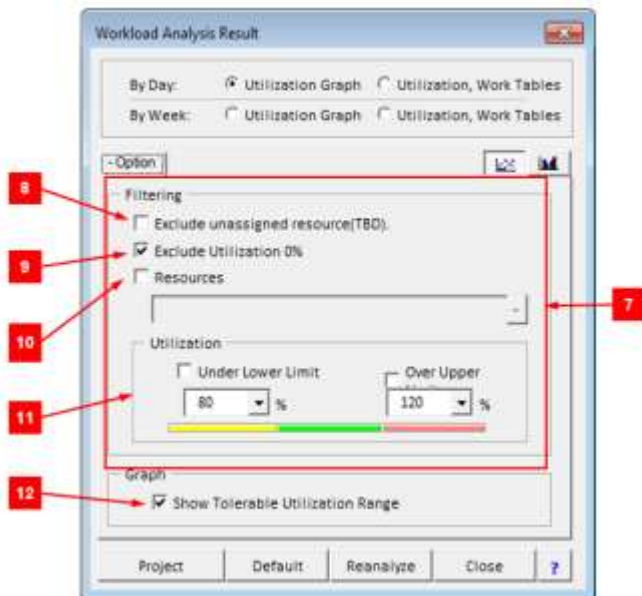 Workload Analysis Result
By Day: Utilization Graph Utilization, Work Tables
By Week: Utilization Graph Utilization, Work Tables
- Option
Filtering
8
Exclude unassigned resource(TBD).
9
Exclude Utilization 0%
10
Resources
7
Utilization
Under Lower Limit Over Upper
11
80 % 120 %
Graph
12
Show Tolerable Utilization Range
Project Default Reanalyze Close ?